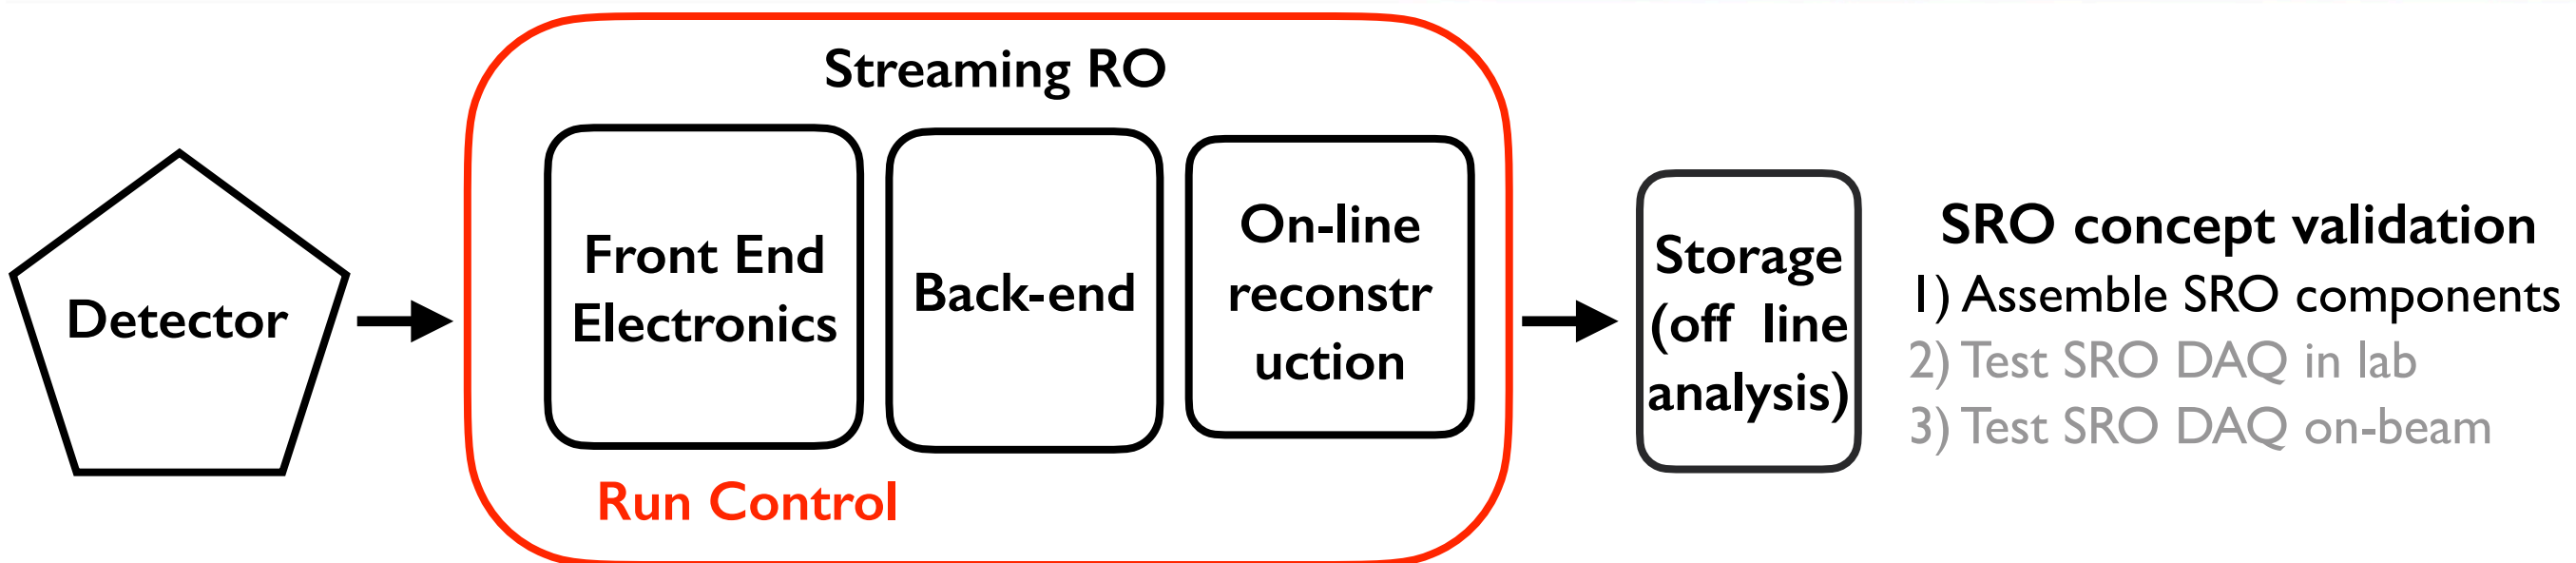 Streaming RO
Detector
Front End
Electronics
Back-end
On-line
reconstr
uction
Run Control
Storage
(off line
analysis)
SRO concept validation
1) Assemble SRO components
2) Test SRO DAQ in lab
3) Test SRO DAQ on-beam